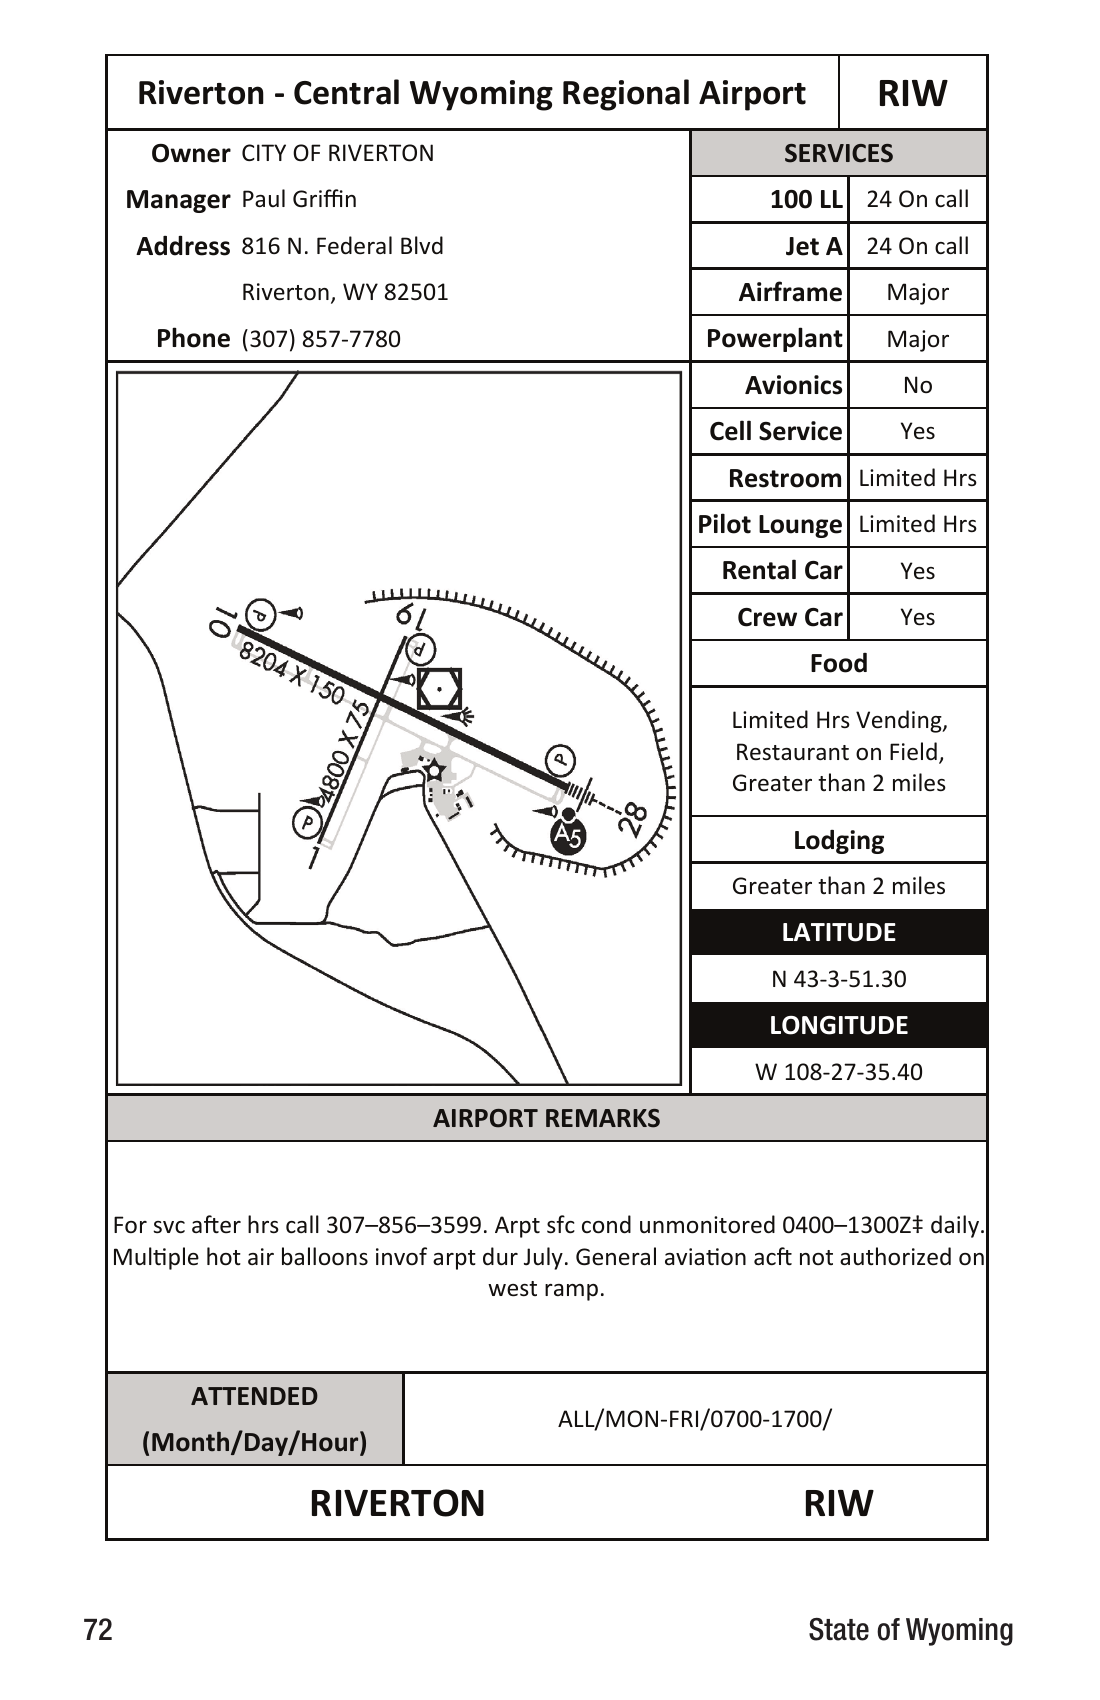 Riverton - Central Wyoming Regional Airport
RIW
Owner CITY OF RIVERTON
Manager Paul Griffin
Address 816 N. Federal Blvd
Riverton, WY 82501
Phone (307) 857-7780
SERVICES
100 LL 24 On call
Jet A 24 On call
Airframe Major
Powerplant Major
Avionics No
Cell Service Yes
Restroom Limited Hrs
Pilot Lounge Limited Hrs
Rental Car Yes
Crew Car Yes
Food
Limited Hrs Vending,
Restaurant on Field,
Greater than 2 miles
Lodging
Greater than 2 miles
LATITUDE
N 43-3-51.30
LONGITUDE
W 108-27-35.40
10
P
19
P
8204 X 150
4800 X 75
P
P
1
A5
28
AIRPORT REMARKS
For svc after hrs call 307–856–3599. Arpt sfc cond unmonitored 0400–1300Z‡ daily.
Multiple hot air balloons invof arpt dur July. General aviation acft not authorized on
west ramp.
ATTENDED
(Month/Day/Hour)
ALL/MON-FRI/0700-1700/
RIVERTON RIW
72 State of Wyoming